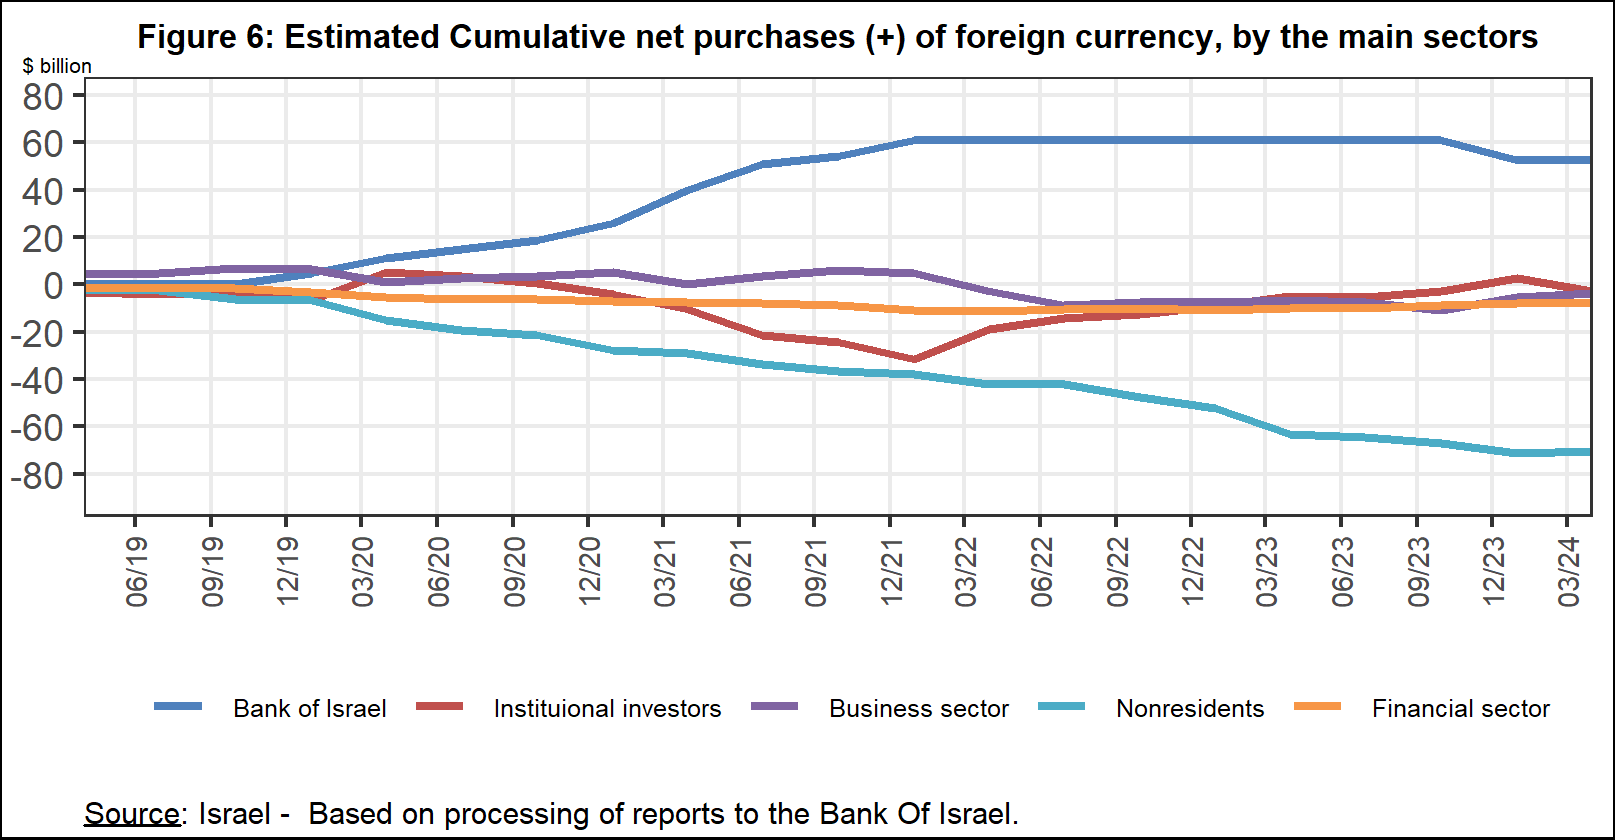 Figure 6: Estimated Cumulative net purchases (+) of foreign currency, by the main sectors
$ billion
80
60
40
20
0
-20
-40
-60
-80
06/19 09/19 12/19 03/20 06/20 09/20 12/20 03/21 06/21 09/21 12/21 03/22 06/22 09/22 12/22 03/23 06/23 09/23 12/23 03/24
Bank of Israel Instituional investors Business sector Nonresidents Financial sector
Source: Israel -  Based on processing of reports to the Bank Of Israel.